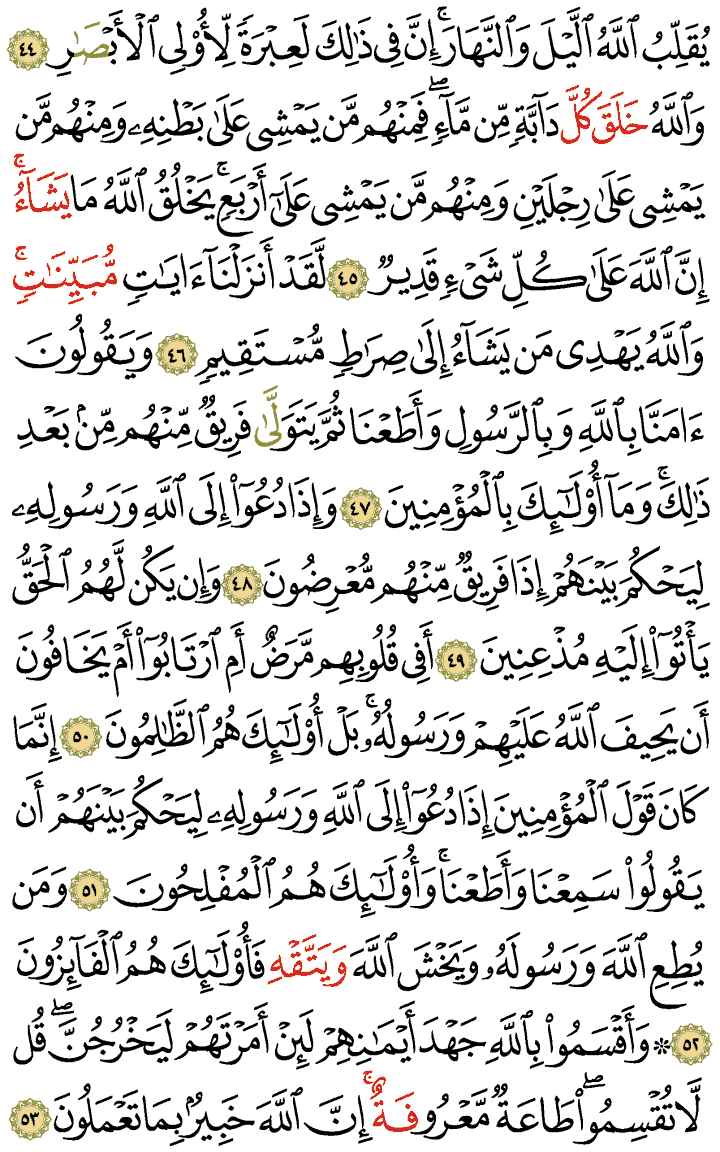 يُقَلِّبُ ٱللَّهُ ٱلَّيْلَ وَٱلنَّهَارَۚ إِنَّ فِى ذَٰلِكَ لَعِبْرَةً لِّأُو۟لِى ٱلْأَبْصَٰرِ ٤٤
وَٱللَّهُ خَلَقَ كُلَّ دَآبَّةٍ مِّن مَّآءٍۖ فَمِنْهُم مَّن يَمْشِى عَلَىٰ بَطْنِهِۦ وَمِنْهُم مَّن
يَمْشِى عَلَىٰ رِجْلَيْنِ وَمِنْهُم مَّن يَمْشِى عَلَىٰٓ أَرْبَعٍۚ يَخْلُقُ ٱللَّهُ مَا يَشَآءُۚ
إِنَّ ٱللَّهَ عَلَىٰ كُلِّ شَىْءٍ قَدِيرٌ ٤٥ لَّقَدْ أَنزَلْنَآ ءَايَٰتٍ مُّبَيِّنَٰتٍۚ
وَٱللَّهُ يَهْدِى مَن يَشَآءُ إِلَىٰ صِرَٰطٍ مُّسْتَقِيمٍ ٤٦ وَيَقُولُونَ
ءَامَنَّا بِٱللَّهِ وَبِٱلرَّسُولِ وَأَطَعْنَا ثُمَّ يَتَوَلَّىٰ فَرِيقٌ مِّنْهُم مِّنۢ بَعْدِ
ذَٰلِكَۚ وَمَآ أُو۟لَٰٓئِكَ بِٱلْمُؤْمِنِينَ ٤٧ وَإِذَا دُعُوٓا۟ إِلَى ٱللَّهِ وَرَسُولِهِۦ
لِيَحْكُمَ بَيْنَهُمْ إِذَا فَرِيقٌ مِّنْهُم مُّعْرِضُونَ ٤٨ وَإِن يَكُن لَّهُمُ ٱلْحَقُّ
يَأْتُوٓا۟ إِلَيْهِ مُذْعِنِينَ ٤٩ أَفِى قُلُوبِهِم مَّرَضٌ أَمِ ٱرْتَابُوٓا۟ أَمْ يَخَافُونَ
أَن يَحِيفَ ٱللَّهُ عَلَيْهِمْ وَرَسُولُهُۥۚ بَلْ أُو۟لَٰٓئِكَ هُمُ ٱلظَّٰلِمُونَ ٥٠ إِنَّمَا
كَانَ قَوْلَ ٱلْمُؤْمِنِينَ إِذَا دُعُوٓا۟ إِلَى ٱللَّهِ وَرَسُولِهِۦ لِيَحْكُمَ بَيْنَهُمْ أَن
يَقُولُوا۟ سَمِعْنَا وَأَطَعْنَاۚ وَأُو۟لَٰٓئِكَ هُمُ ٱلْمُفْلِحُونَ ٥١ وَمَن
يُطِعِ ٱللَّهَ وَرَسُولَهُۥ وَيَخْشَ ٱللَّهَ وَيَتَّقْهِ فَأُو۟لَٰٓئِكَ هُمُ ٱلْفَآئِزُونَ
٥٢ ۞ وَأَقْسَمُوا۟ بِٱللَّهِ جَهْدَ أَيْمَٰنِهِمْ لَئِنْ أَمَرْتَهُمْ لَيَخْرُجُنَّۖ قُل
لَّا تُقْسِمُوا۟ۖ طَاعَةٌ مَّعْرُوفَةٌۚ إِنَّ ٱللَّهَ خَبِيرٌۢ بِمَا تَعْمَلُونَ ٥٣